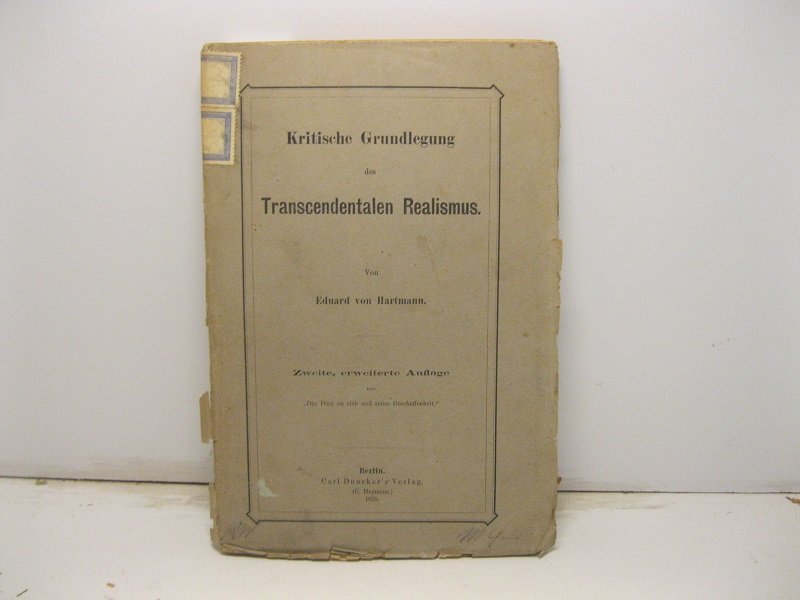 Kritische Grundlegung
des
Transcendentalen Realismus.
Von
Eduard von Hartmann.
Zweite, erweiterte Auflage
von
„Das Ding an sich und seine Beschaffenheit.“
Berlin.
Carl Duncker's Verlag.
(C. Heymons.)
1875.